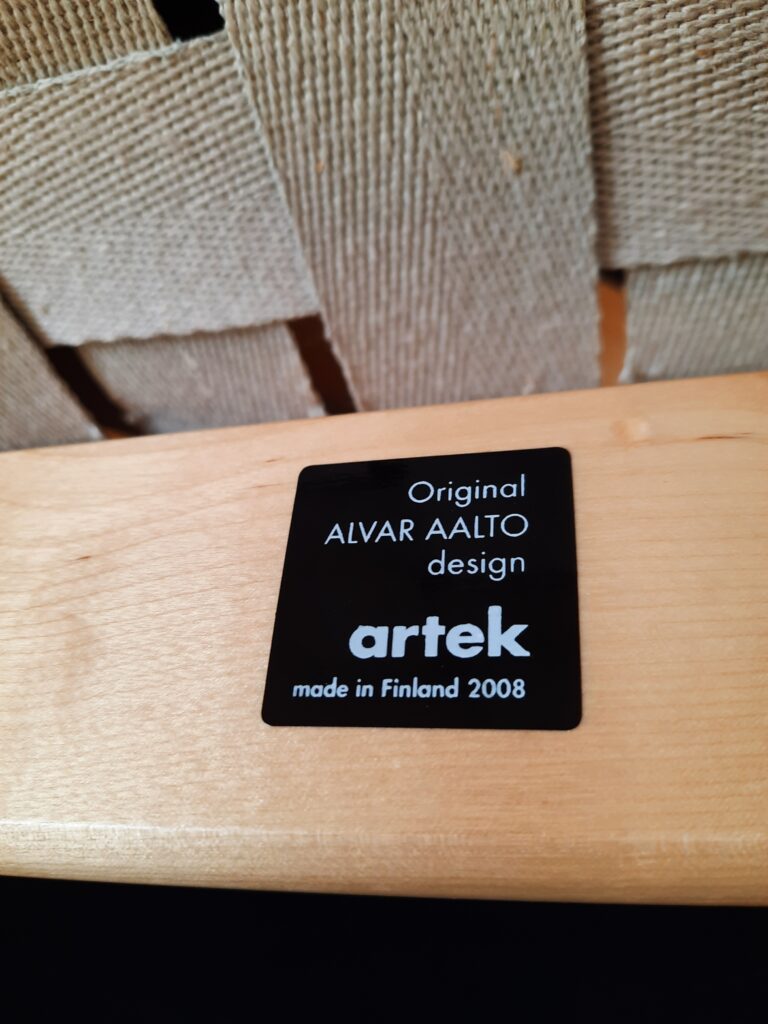 Original
ALVAR AALTO
design
artek
made in Finland 2008